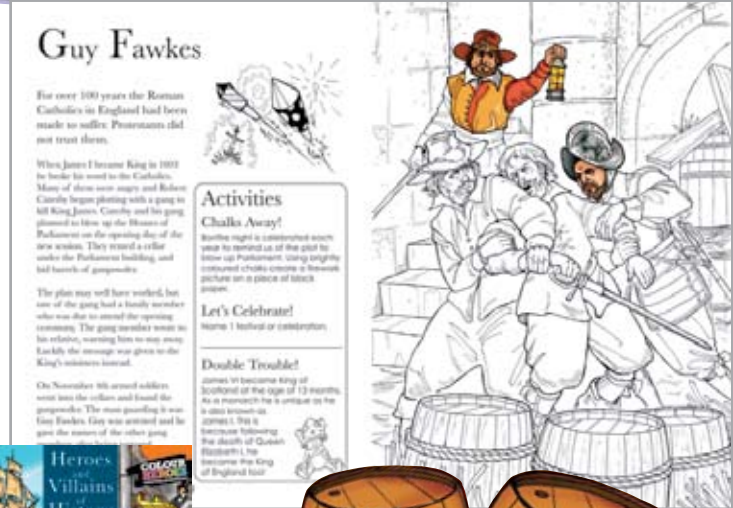 Guy Fawkes
For over 100 years the Roman
Catholics in England had been
made to suffer. Protestants did
not trust them.
When James I became King in 1603
he broke his word to the Catholics.
Many of them were angry and Robert
Catesby began plotting with a gang to
kill King James. Catesby and his gang
planned to blow up the Houses of
Parliament on the opening day of the
new session. They rented a cellar
under the Parliament building, and
hid barrels of gunpowder.
The plan may well have worked, but
one of the gang had a family member
who was due to attend the opening
ceremony. The gang member wrote to
his relative, warning him to stay away.
Luckily the message was given to the
King's ministers instead.
On November 4th armed soldiers
went into the cellars and found the
gunpowder. The man guarding it was
Guy Fawkes. Guy was arrested and he
gave the names of the other gang
Activities
Chalks Away!
Bonfire night is celebrated each
year to remind us of the plot to
blow up Parliament. Using brightly
coloured chalks create a firework
picture on a piece of black
paper.
Let's Celebrate!
Name 1 festival or celebration.
Double Trouble!
James VI became King of
Scotland at the age of 13 months.
As a monarch he is unique as he
is also known as
James I. This is
because following
the death of Queen
Elizabeth I, he
became the King
of England too!
Heroes
Villains
COLOUR
HEROES